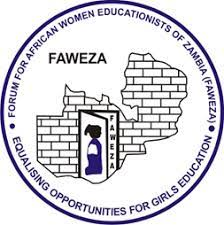 FORUM FOR AFRICAN WOMEN EDUCATIONISTS OF ZAMBIA (FAWEZA)
FAWEZA
FAWEZA
EQUALISING OPPORTUNITIES FOR GIRLS EDUCATION